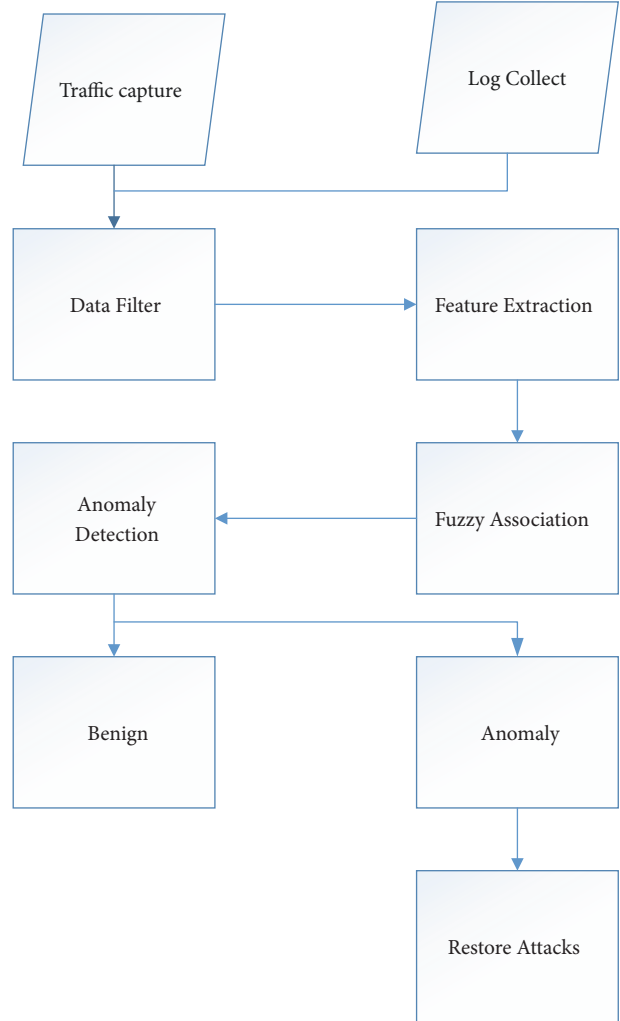 Traffic capture
Log Collect
Data Filter
Feature Extraction
Anomaly
Detection
Fuzzy Association
Benign
Anomaly
Restore Attacks